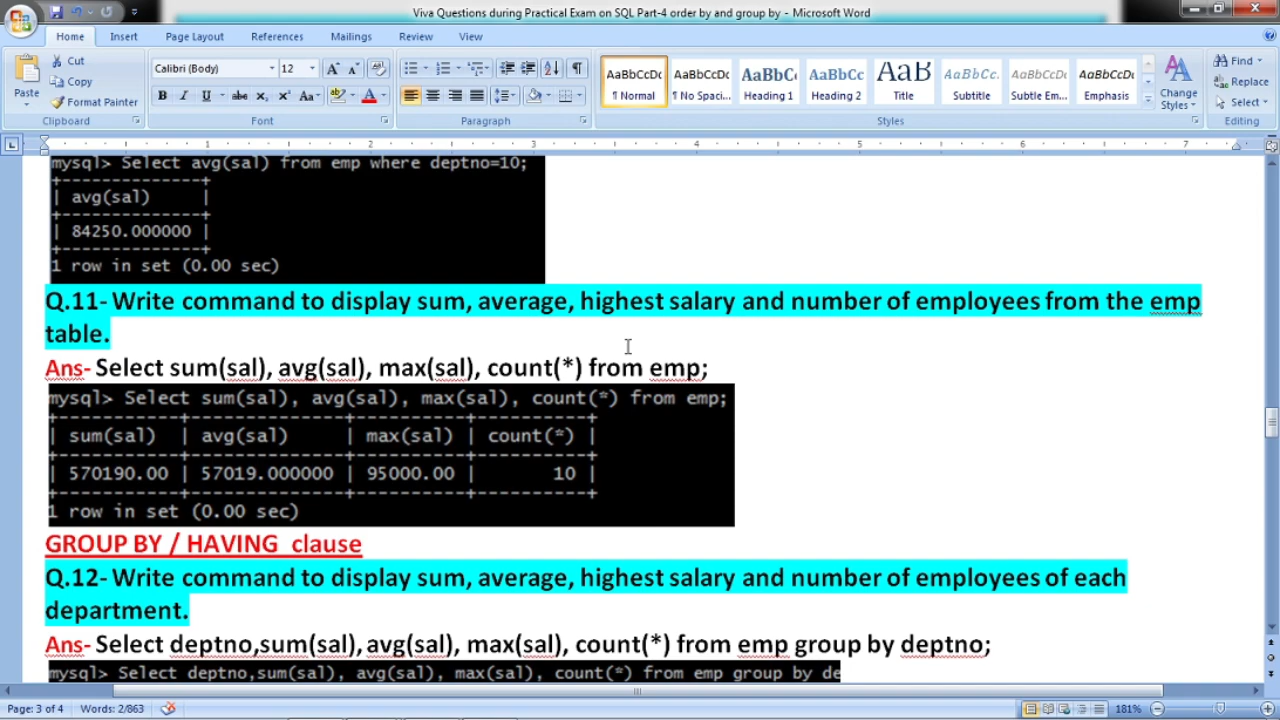 Viva Questions during Practical Exam on SQL Part-4 order by and group by - Microsoft Word
Home Insert Page Layout References Mailings Review View
Paste
Cut
Copy
Format Painter
Clipboard
Calibri (Body) 12
Font
Paragraph
AaBbCcDc AaBbCcDc AaBbC AaBbCc AaB AaBbCc. AaBbCcDc AaBbCcDc
¶ Normal ¶ No Spaci... Heading 1 Heading 2 Title Subtitle Subtle Em... Emphasis
Change Styles
Styles
Find
Replace
Select
Editing
1 2 3 4 5 6 7
mysql> Select avg(sal) from emp where deptno=10;
+--------------+
| avg(sal) |
+--------------+
| 84250.000000 |
+--------------+
1 row in set (0.00 sec)
Q.11- Write command to display sum, average, highest salary and number of employees from the emp
table.
Ans- Select sum(sal), avg(sal), max(sal), count(*) from emp;
mysql> Select sum(sal), avg(sal), max(sal), count(*) from emp;
+-----------+--------------+----------+----------+
| sum(sal) | avg(sal) | max(sal) | count(*) |
+-----------+--------------+----------+----------+
| 570190.00 | 57019.000000 | 95000.00 | 10 |
+-----------+--------------+----------+----------+
1 row in set (0.00 sec)
GROUP BY / HAVING clause
Q.12- Write command to display sum, average, highest salary and number of employees of each
department.
Ans- Select deptno,sum(sal), avg(sal), max(sal), count(*) from emp group by deptno;
mysql> Select deptno,sum(sal), avg(sal), max(sal), count(*) from emp group by de
Page: 3 of 4 Words: 2/863 181%